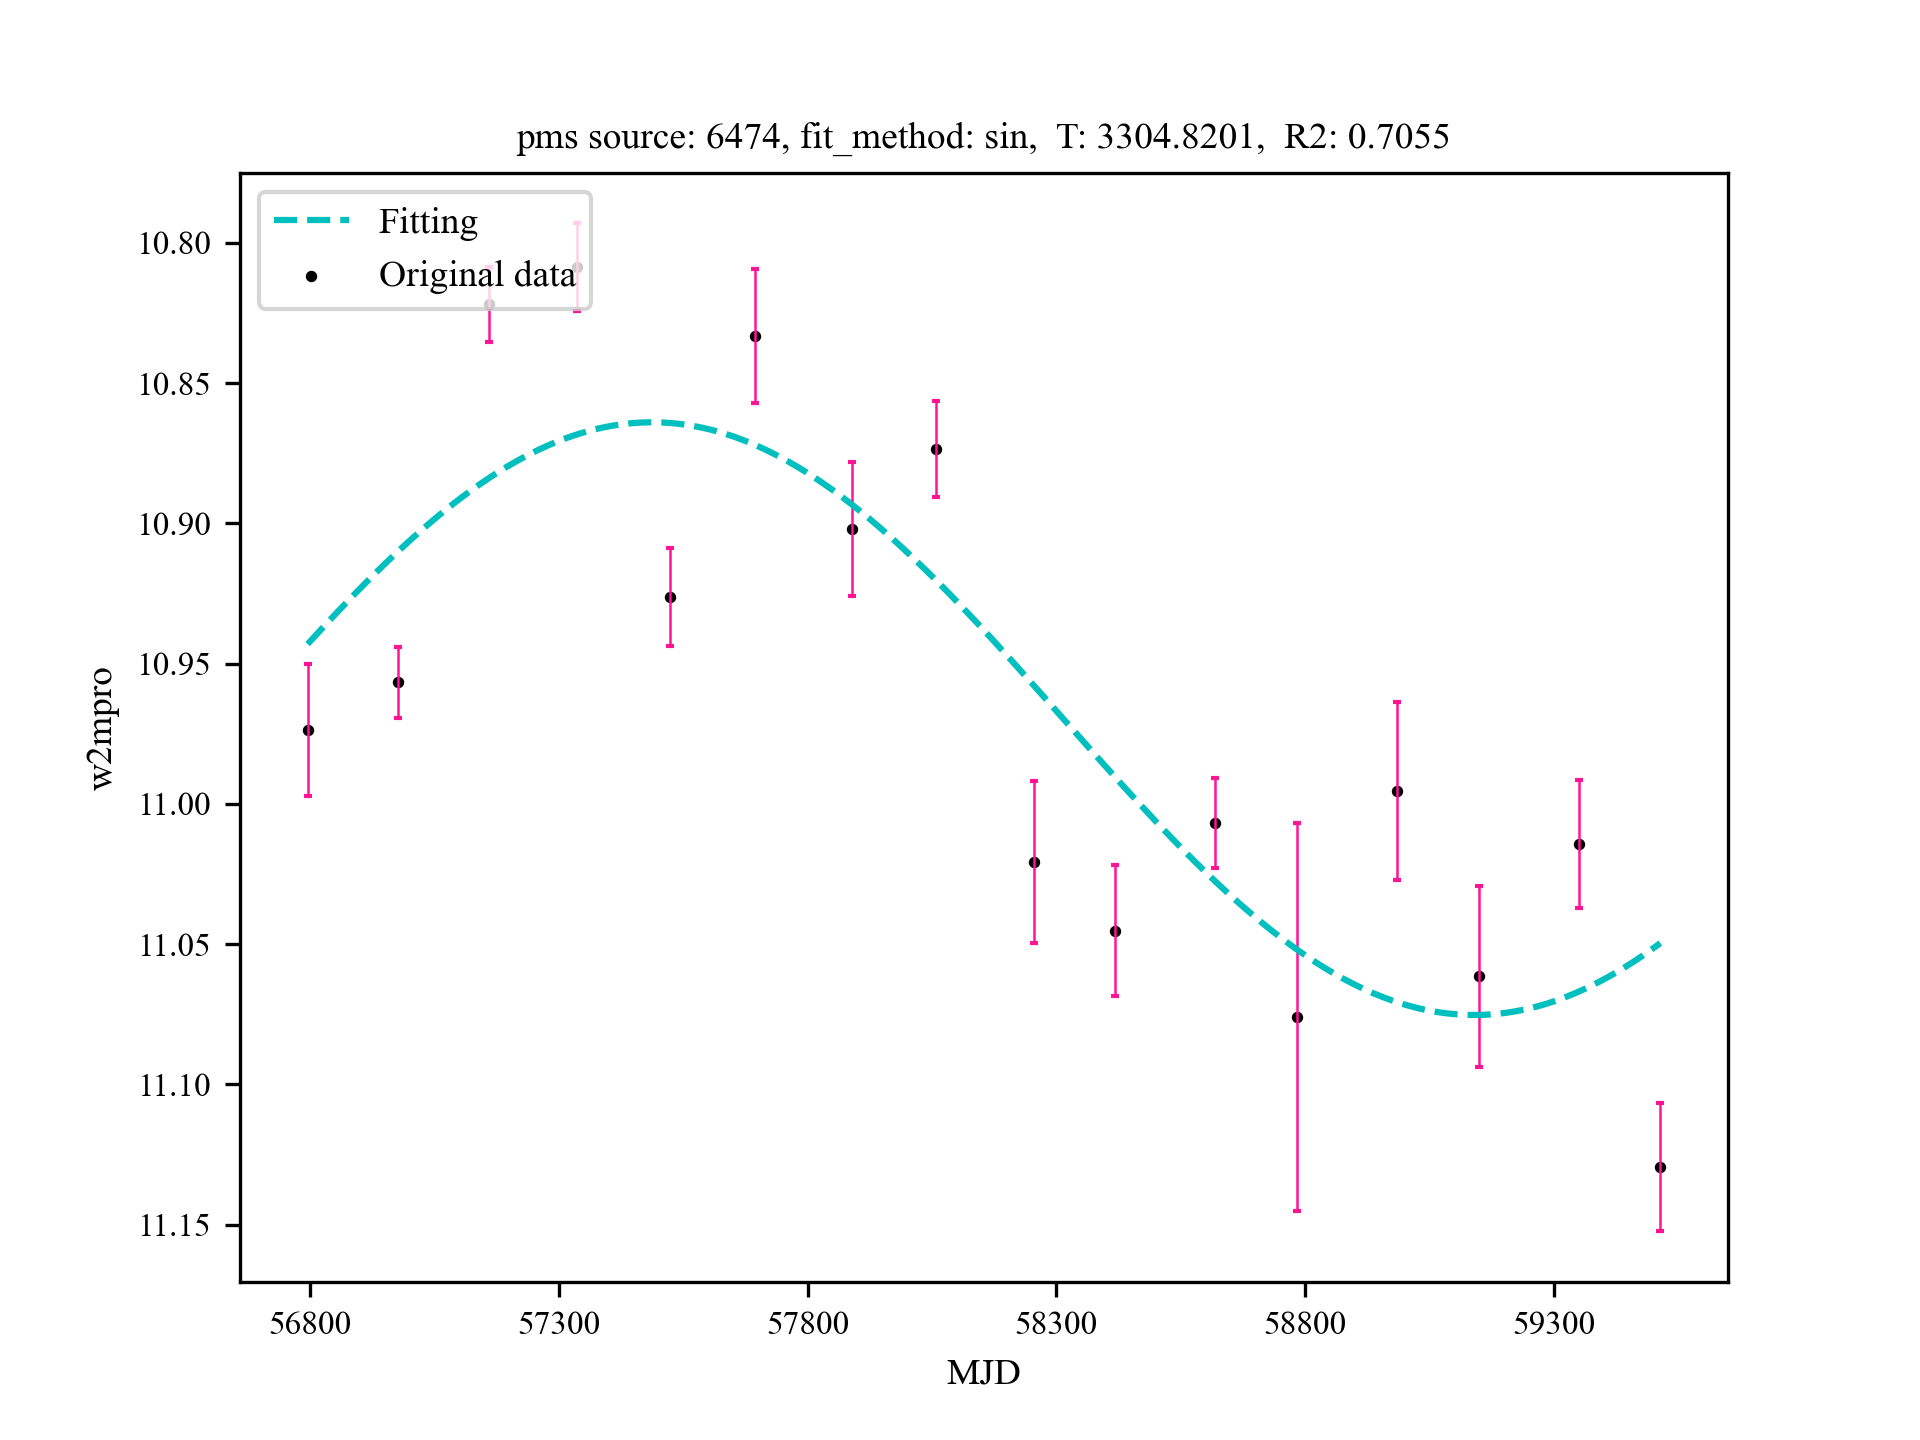 pms source: 6474, fit_method: sin, T: 3304.8201, R2: 0.7055
Fitting
Original data
10.80
10.85
10.90
10.95
11.00
11.05
11.10
11.15
w2mpro
56800 57300 57800 58300 58800 59300
MJD